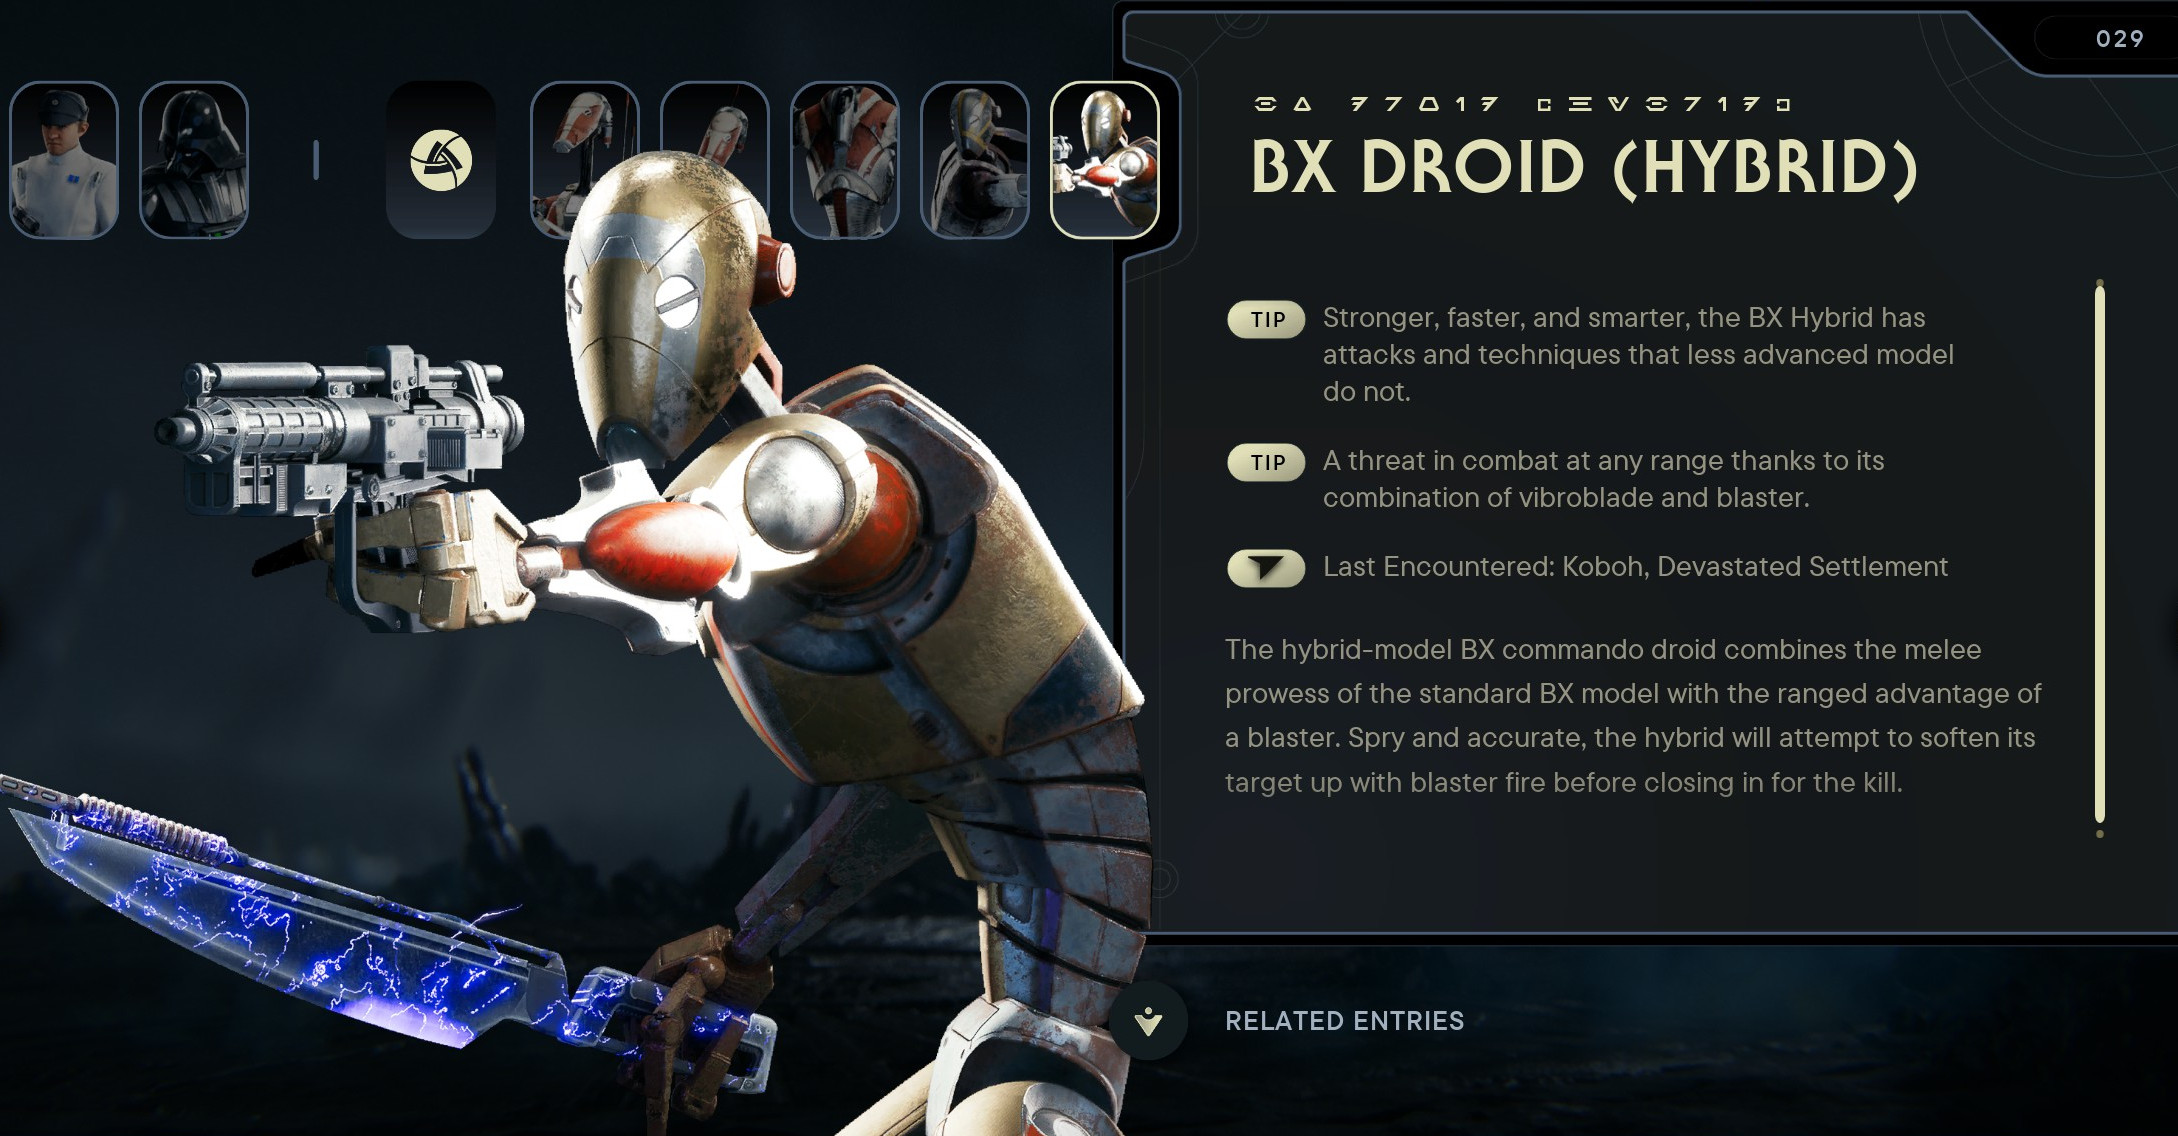 029
BX DROID (HYBRID)
TIP Stronger, faster, and smarter, the BX Hybrid has
attacks and techniques that less advanced model
do not.
TIP A threat in combat at any range thanks to its
combination of vibroblade and blaster.
Last Encountered: Koboh, Devastated Settlement
The hybrid-model BX commando droid combines the melee
prowess of the standard BX model with the ranged advantage of
a blaster. Spry and accurate, the hybrid will attempt to soften its
target up with blaster fire before closing in for the kill.
RELATED ENTRIES